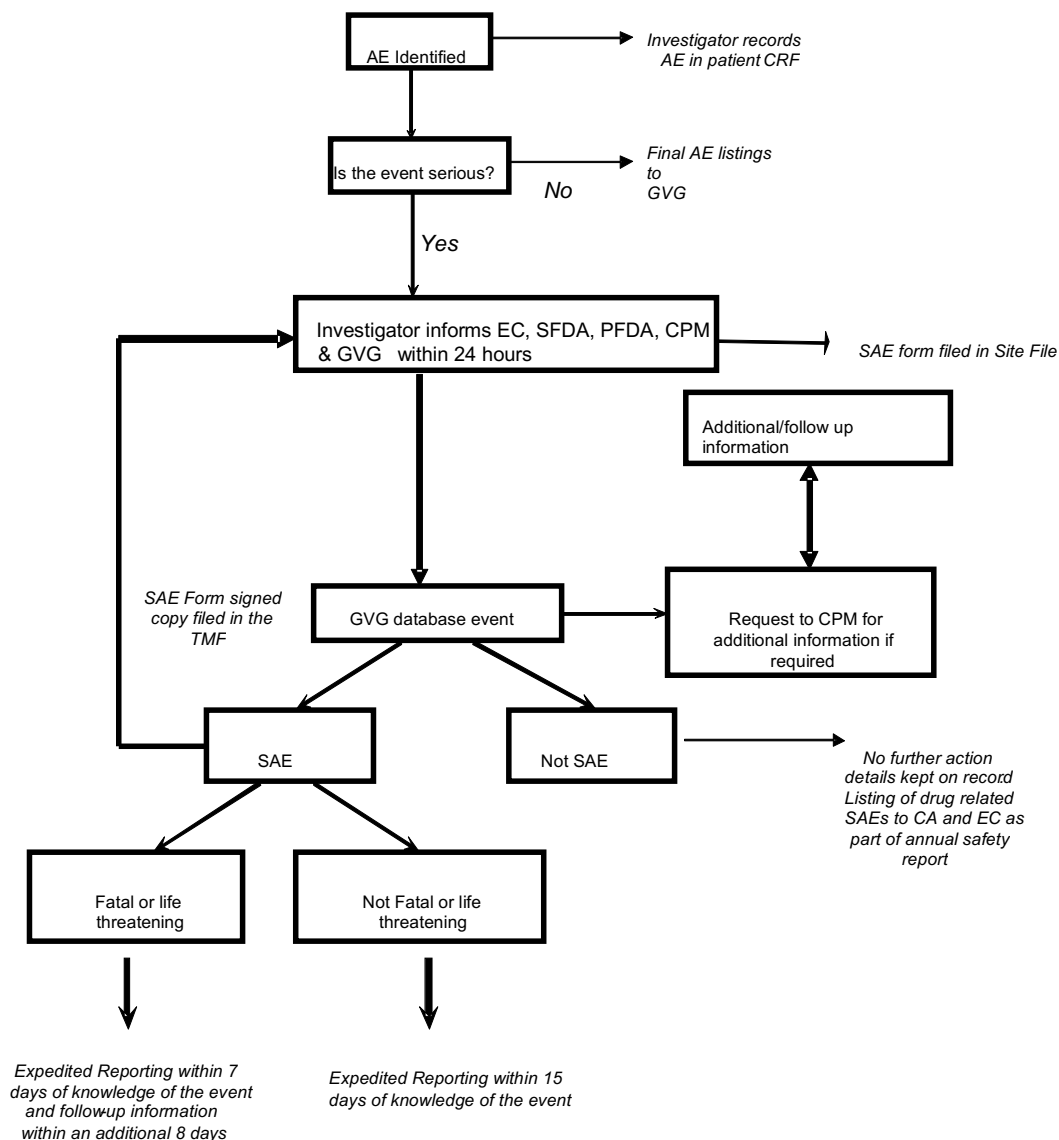 AE Identified
Investigator records
AE in patient CRF
Is the event serious?
No
Final AE listings
to
GVG
Yes
Investigator informs EC, SFDA, PFDA, CPM
& GVG within 24 hours
SAE form filed in Site File
Additional/follow up
information
SAE Form signed
copy filed in the
TMF
GVG database event
Request to CPM for
additional information if
required
SAE
Not SAE
No further action
details kept on record
Listing of drug related
SAEs to CA and EC as
part of annual safety
report
Fatal or life
threatening
Not Fatal or life
threatening
Expedited Reporting within 7
days of knowledge of the event
and follow-up information
within an additional 8 days
Expedited Reporting within 15
days of knowledge of the event